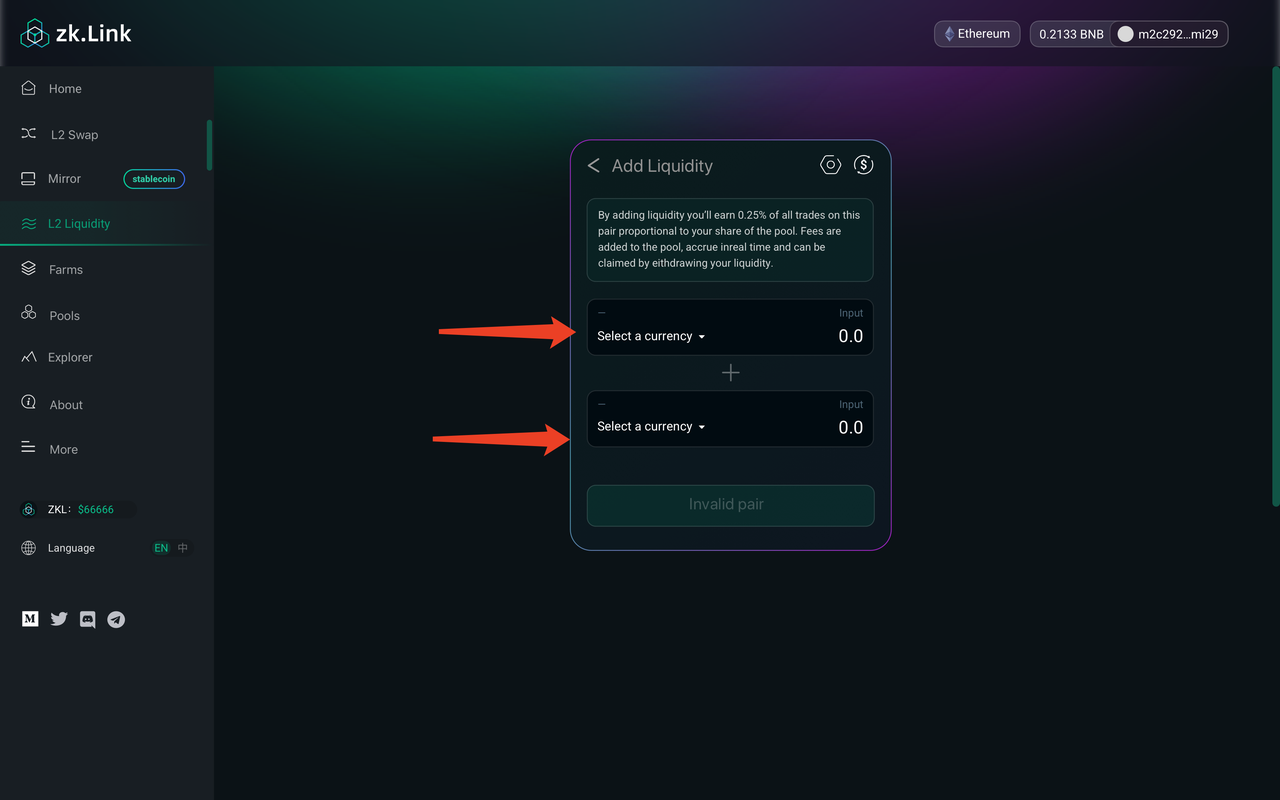 zk.Link
Ethereum
0.2133 BNB
m2c292...mi29
Home
L2 Swap
Mirror
stablecoin
L2 Liquidity
Farms
Pools
Explorer
About
More
ZKL: $66666
Language
EN 中
M
Add Liquidity
$
By adding liquidity you'll earn 0.25% of all trades on this
pair proportional to your share of the pool. Fees are
added to the pool, accrue inreal time and can be
claimed by eithdrawing your liquidity.
– Input
Select a currency 0.0
+
– Input
Select a currency 0.0
Invalid pair